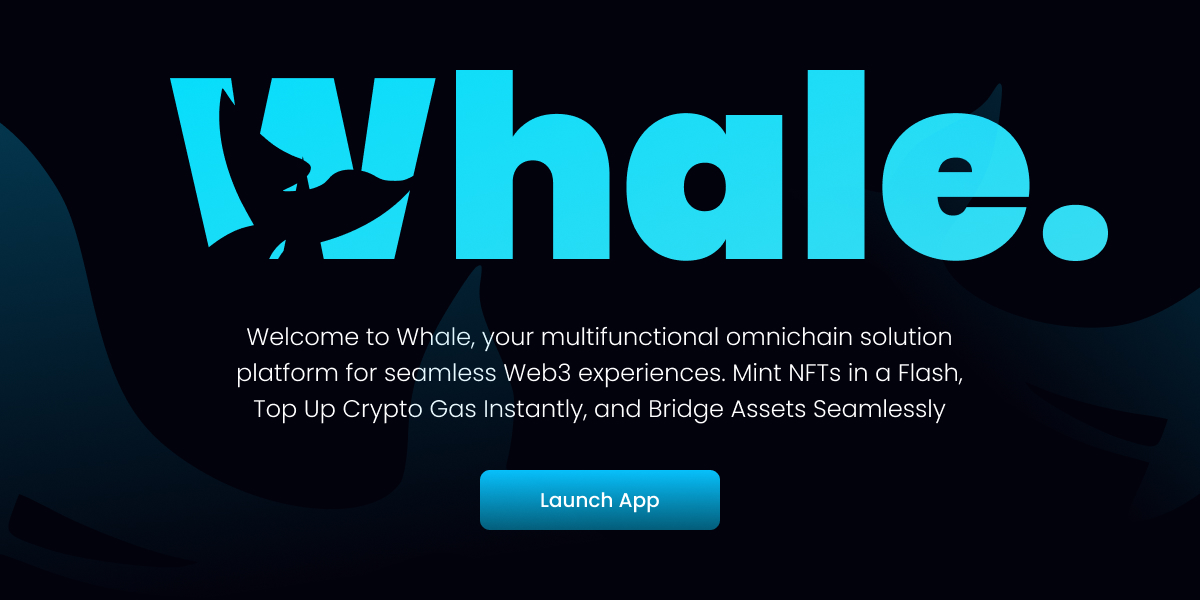 Whale.
Welcome to Whale, your multifunctional omnichain solution
platform for seamless Web3 experiences. Mint NFTs in a Flash,
Top Up Crypto Gas Instantly, and Bridge Assets Seamlessly
Launch App